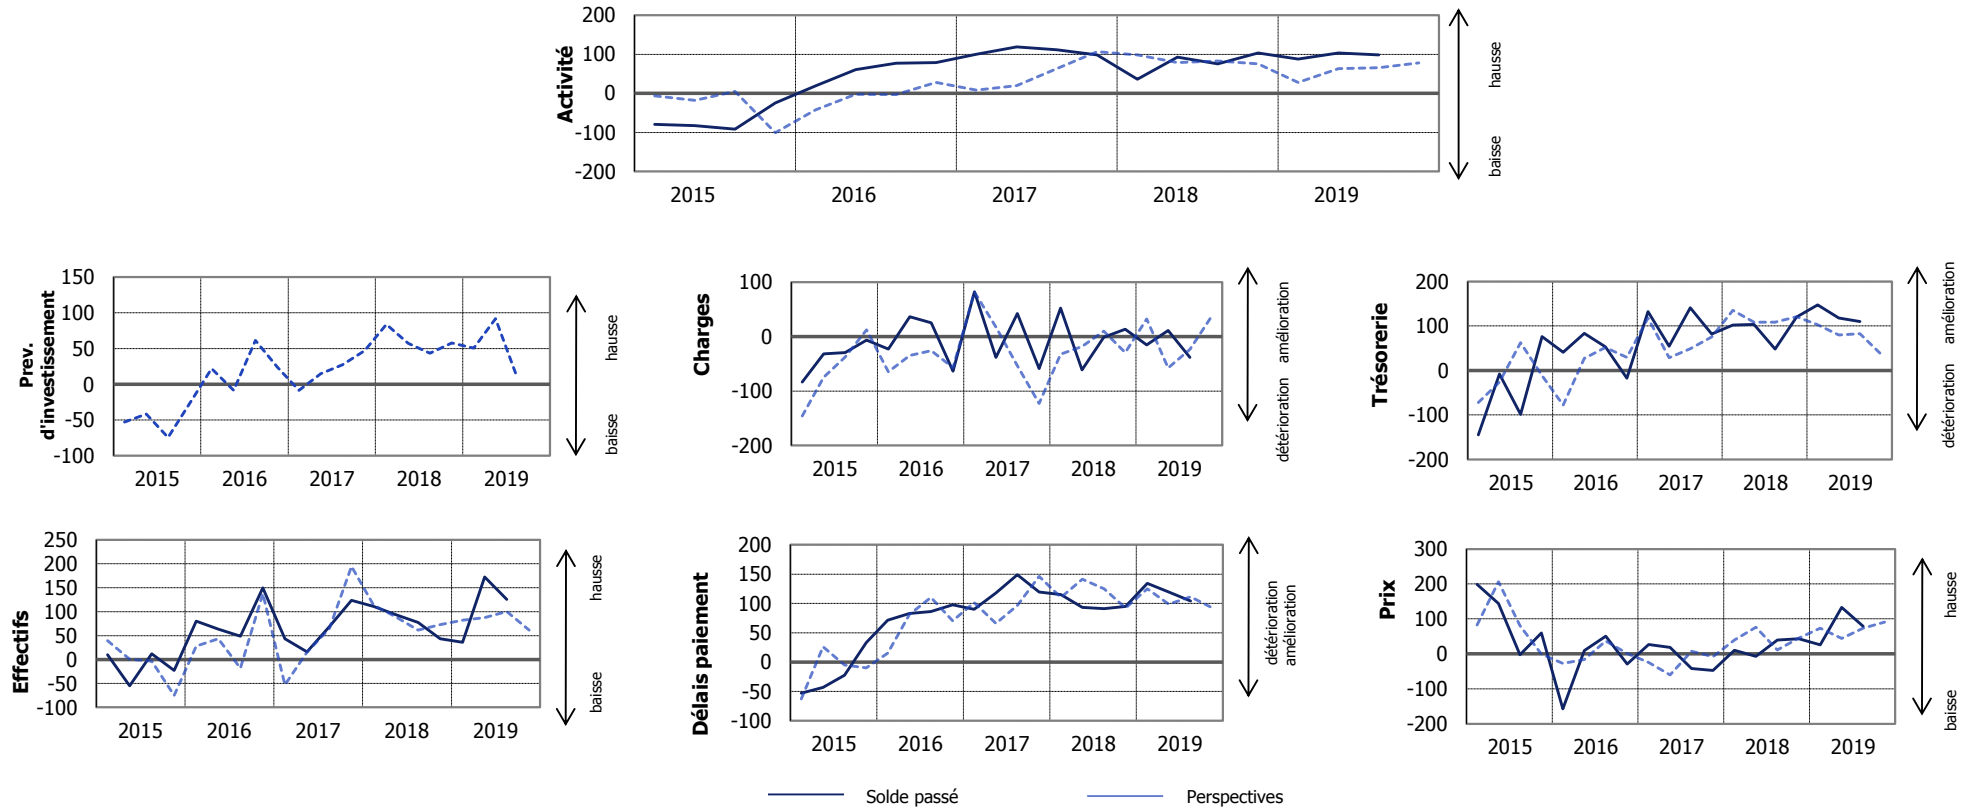 Activité
200
100
0
-100
-200
2015 2016 2017 2018 2019
hausse
baisse
Prev.
d'investissement
150
100
50
0
-50
-100
2015 2016 2017 2018 2019
hausse
baisse
Charges
100
0
-100
-200
2015 2016 2017 2018 2019
amélioration
détérioration
Trésorerie
200
100
0
-100
-200
2015 2016 2017 2018 2019
amélioration
détérioration
Effectifs
250
200
150
100
50
0
-50
-100
2015 2016 2017 2018 2019
hausse
baisse
Délais paiement
200
150
100
50
0
-50
-100
2015 2016 2017 2018 2019
détérioration
amélioration
Prix
300
200
100
0
-100
-200
2015 2016 2017 2018 2019
hausse
baisse
Solde passé Perspectives